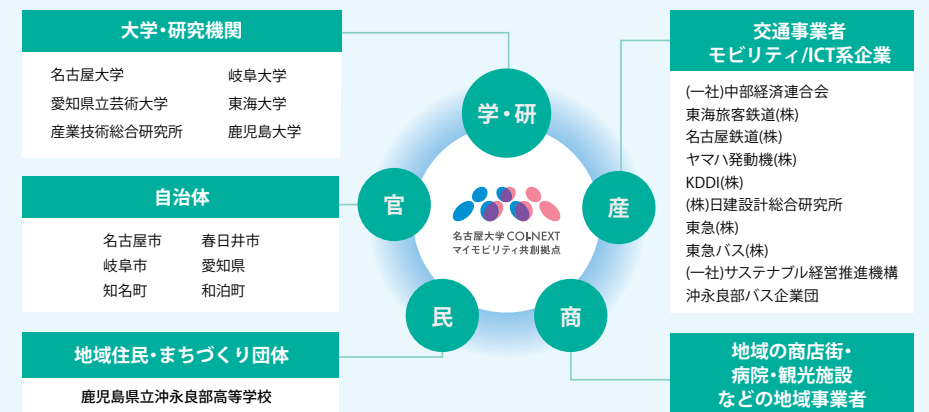 大学・研究機関
名古屋大学
岐阜大学
愛知県立芸術大学
東海大学
産業技術総合研究所
鹿児島大学
自治体
名古屋市
春日井市
岐阜市
愛知県
知名町
和泊町
地域住民・まちづくり団体
鹿児島県立沖永良部高等学校
学・研
官
産
民
商
名古屋大学 COI-NEXT
マイモビリティ共創拠点
交通事業者
モビリティ/ICT系企業
(一社)中部経済連合会
東海旅客鉄道(株)
名古屋鉄道(株)
ヤマハ発動機(株)
KDDI(株)
(株)日建設計総合研究所
東急(株)
東急バス(株)
(一社)サステナブル経営推進機構
沖永良部バス企業団
地域の商店街・
病院・観光施設
などの地域事業者